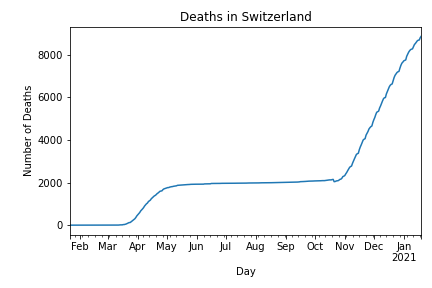 Deaths in Switzerland
Number of Deaths
8000
6000
4000
2000
0
Feb Mar Apr May Jun Jul Aug Sep Oct Nov Dec Jan
2021
Day